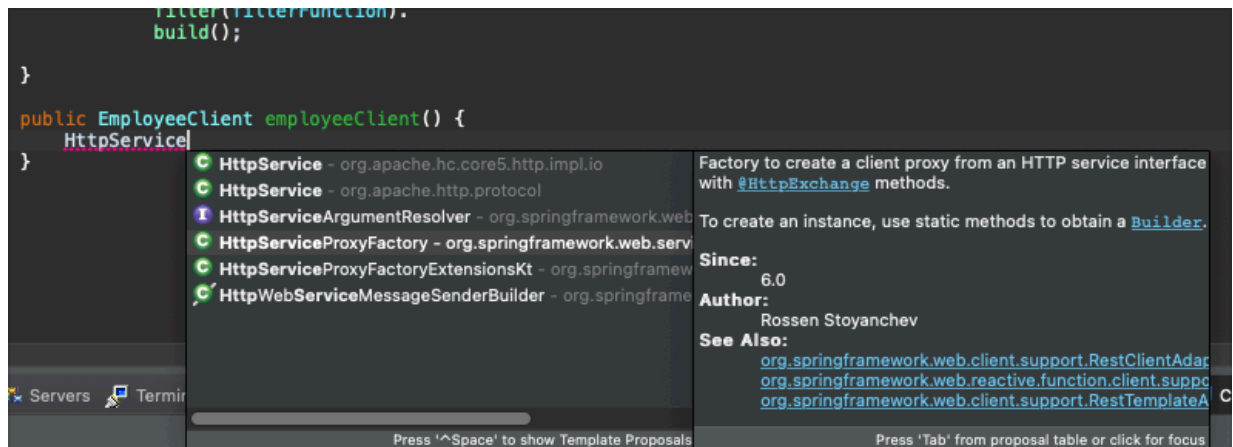 filter(filterFunction).
build();
}
public EmployeeClient employeeClient() {
HttpService
}
HttpService - org.apache.hc.core5.http.impl.io
HttpService - org.apache.http.protocol
HttpServiceArgumentResolver - org.springframework.web
HttpServiceProxyFactory - org.springframework.web.servi
HttpServiceProxyFactoryExtensionsKt - org.springframew
HttpWebServiceMessageSenderBuilder - org.springframe
Press '^Space' to show Template Proposals
Factory to create a client proxy from an HTTP service interface
with @HttpExchange methods.
To create an instance, use static methods to obtain a Builder.
Since:
6.0
Author:
Rossen Stoyanchev
See Also:
org.springframework.web.client.support.RestClientAdap
org.springframework.web.reactive.function.client.suppo
org.springframework.web.client.support.RestTemplateA
Press 'Tab' from proposal table or click for focus
Servers Termin
C